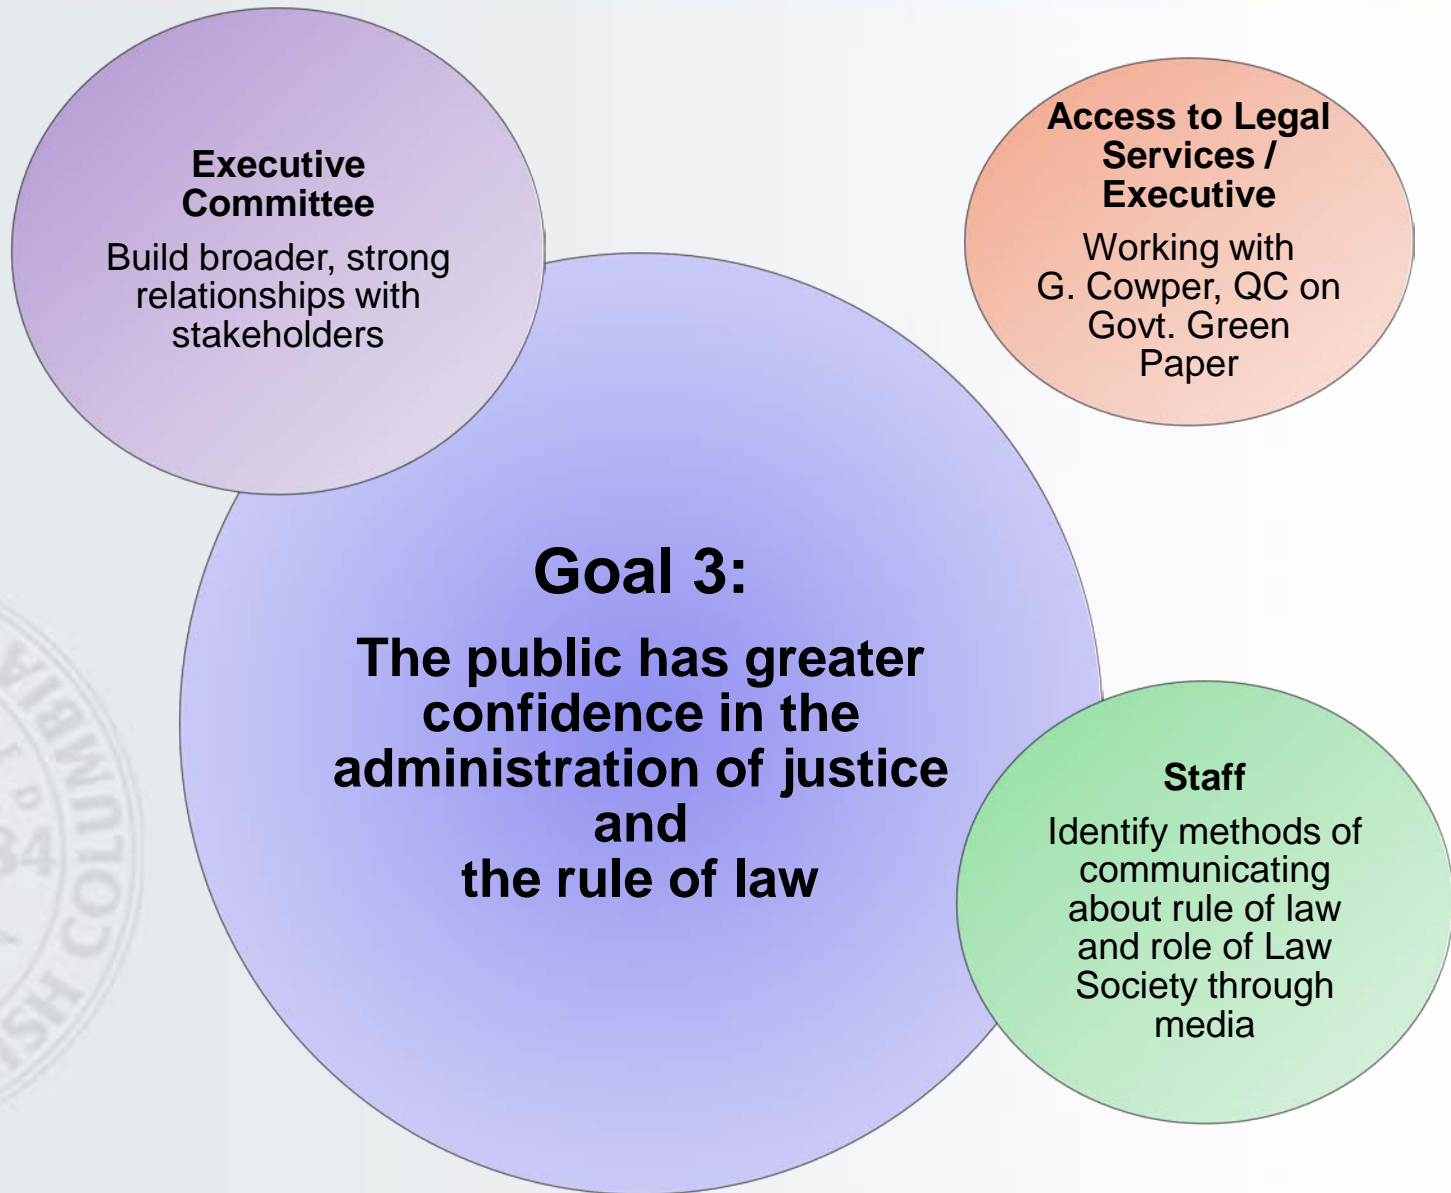 Executive
Committee
Build broader, strong
relationships with
stakeholders
Access to Legal
Services /
Executive
Working with
G. Cowper, QC on
Govt. Green
Paper
Goal 3:
The public has greater
confidence in the
administration of justice
and
the rule of law
Staff
Identify methods of
communicating
about rule of law
and role of Law
Society through
media